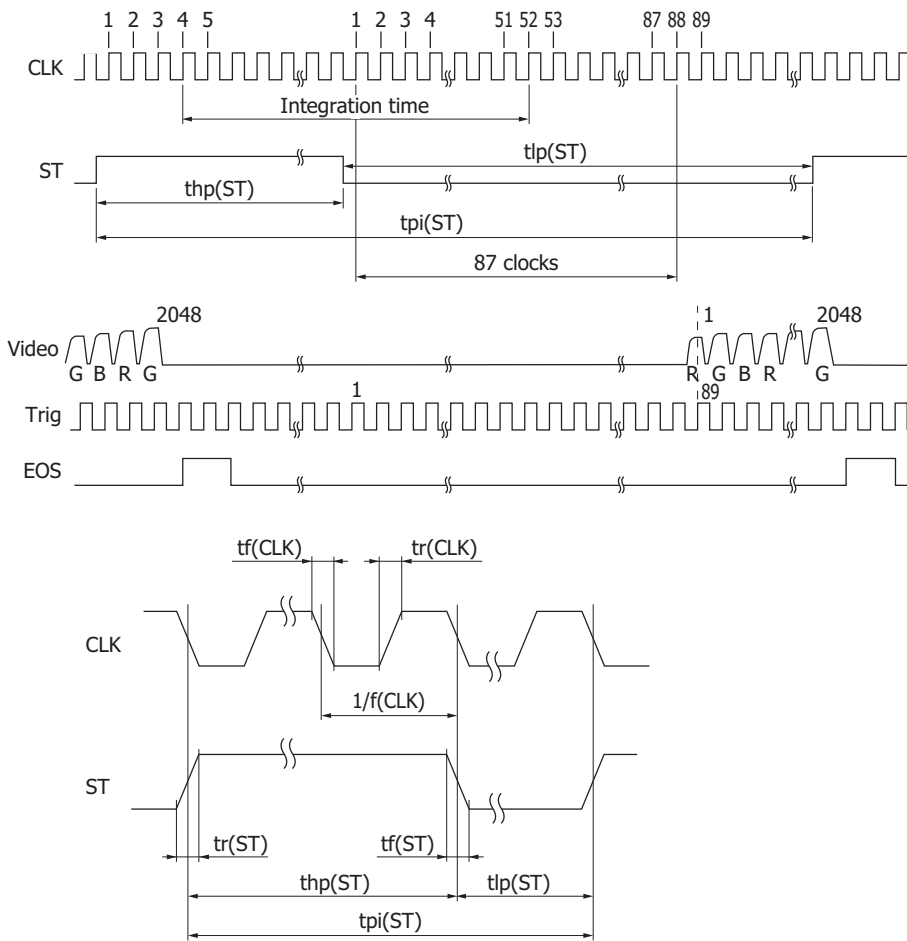 1 2 3 4 5 1 2 3 4 51 52 53 87 88 89
CLK
Integration time
ST
tlp(ST)
thp(ST)
tpi(ST)
87 clocks
2048 1 2048
Video
G B R G R G B R G
1 89
Trig
EOS
tf(CLK) tr(CLK)
CLK
1/f(CLK)
ST
tr(ST) tf(ST)
thp(ST) tlp(ST)
tpi(ST)